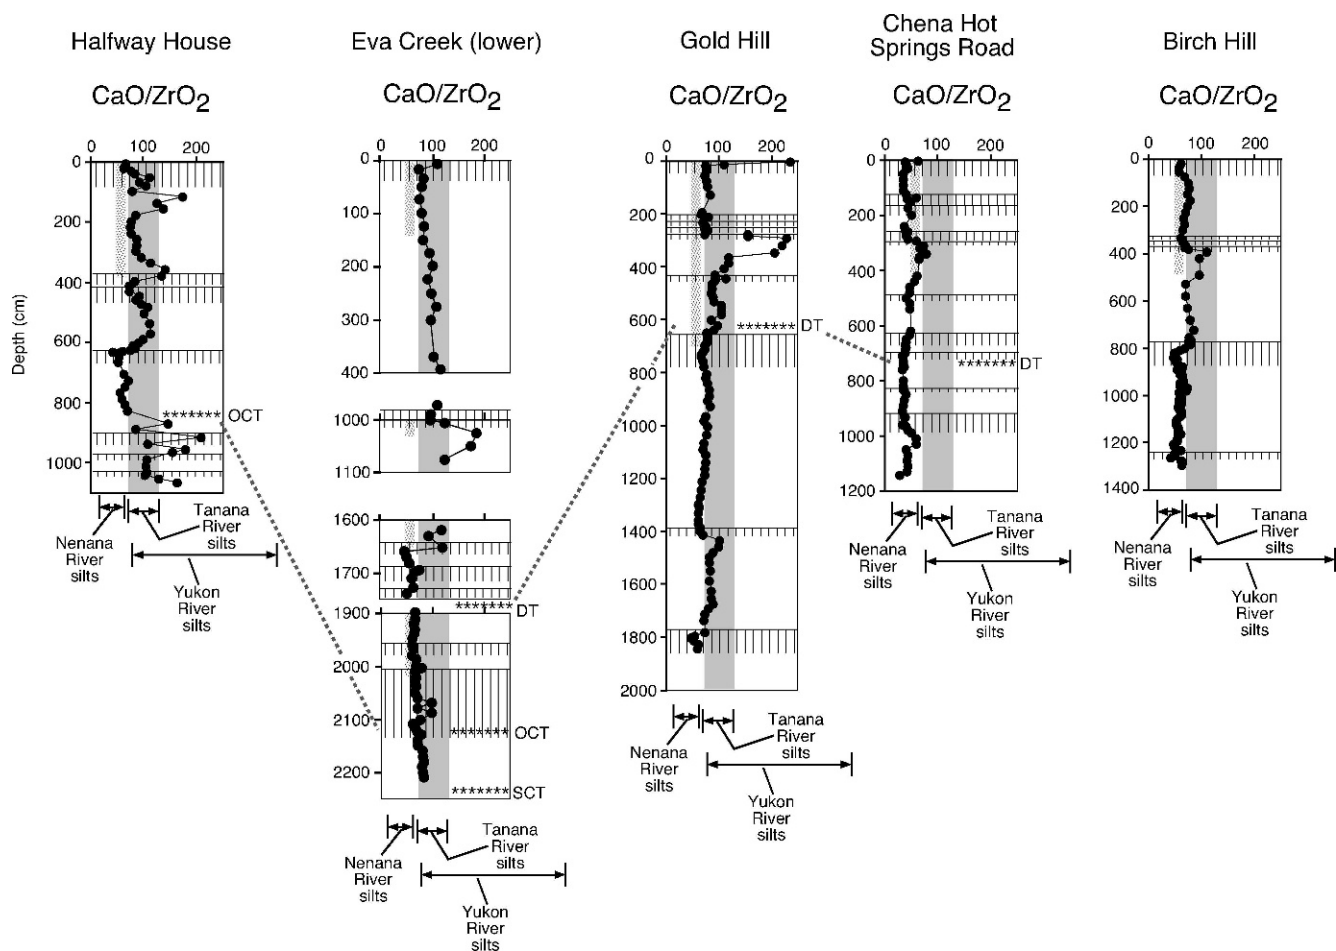 Halfway House
CaO/ZrO2
0 100 200
0
200
400
600
800
1000
Depth (cm)
*******OCT
Nenana
River
silts
Tanana
River
silts
Yukon
River
silts
Eva Creek (lower)
CaO/ZrO2
0 100 200
0
100
200
300
400
1000
1100
1600
1700
*******DT
1900
2000
2100
*******OCT
2200
*******SCT
Nenana
River
silts
Tanana
River
silts
Yukon
River
silts
Gold Hill
CaO/ZrO2
0 100 200
0
200
400
600
*******DT
800
1000
1200
1400
1600
1800
2000
Nenana
River
silts
Tanana
River
silts
Yukon
River
silts
Chena Hot
Springs Road
CaO/ZrO2
0 100 200
0
200
400
600
*******DT
800
1000
1200
Nenana
River
silts
Tanana
River
silts
Yukon
River
silts
Birch Hill
CaO/ZrO2
0 100 200
0
200
400
600
800
1000
1200
1400
Nenana
River
silts
Tanana
River
silts
Yukon
River
silts